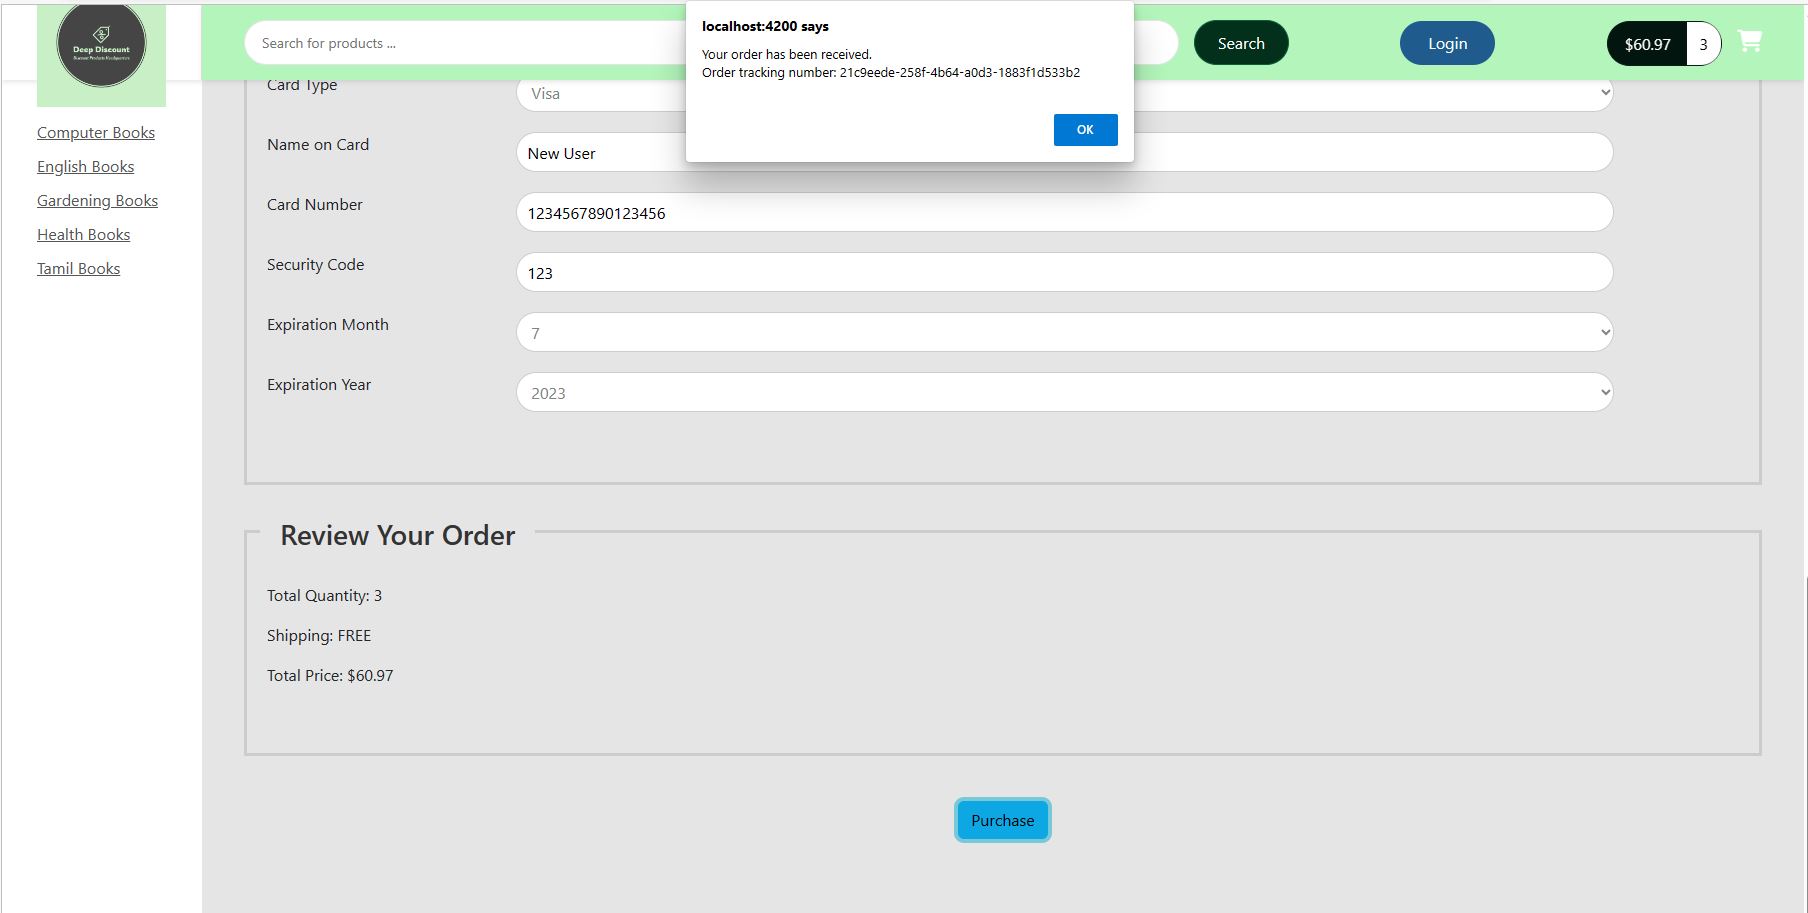 localhost:4200 says
Your order has been received.
Order tracking number: 21c9eede-258f-4b64-a0d3-1883f1d533b2
OK
Deep Discount
Discount Products Headquarters
Search for products ...
Search
Login
$60.97 3
Computer Books
English Books
Gardening Books
Health Books
Tamil Books
Card Type
Visa
Name on Card
New User
Card Number
1234567890123456
Security Code
123
Expiration Month
7
Expiration Year
2023
Review Your Order
Total Quantity: 3
Shipping: FREE
Total Price: $60.97
Purchase